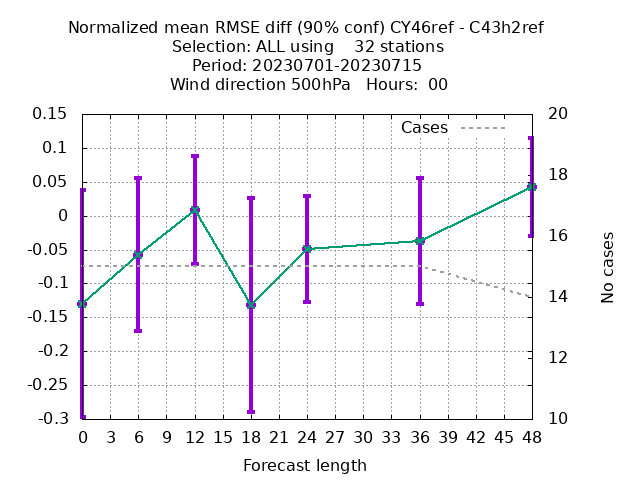 Normalized mean RMSE diff (90% conf) CY46ref - C43h2ref
Selection: ALL using    32 stations
Period: 20230701-20230715
Wind direction 500hPa   Hours:  00
Cases
0.15
0.1
0.05
0
-0.05
-0.1
-0.15
-0.2
-0.25
-0.3
20
18
16
14
12
10
No cases
0 3 6 9 12 15 18 21 24 27 30 33 36 39 42 45 48
Forecast length